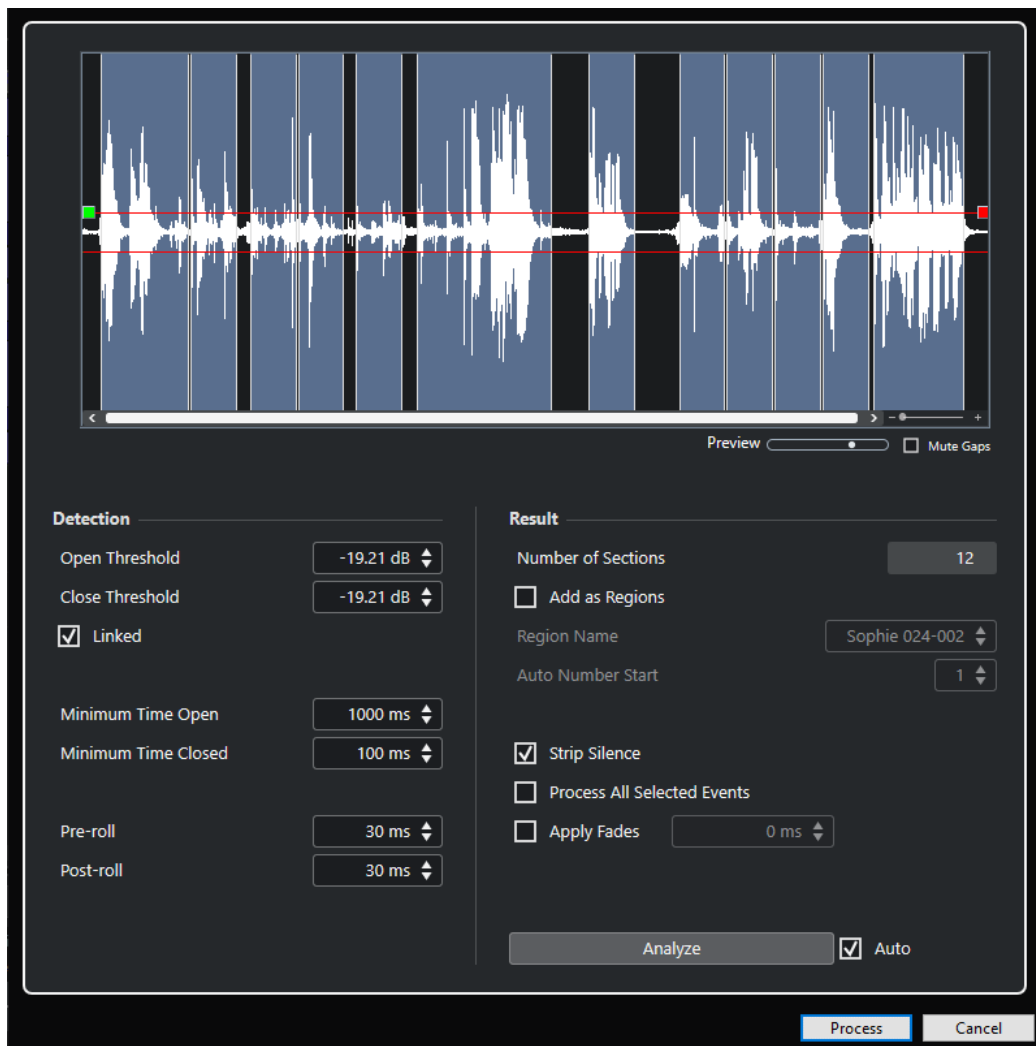 Preview
Mute Gaps
Detection
Open Threshold -19.21 dB
Close Threshold -19.21 dB
Linked
Minimum Time Open 1000 ms
Minimum Time Closed 100 ms
Pre-roll 30 ms
Post-roll 30 ms
Result
Number of Sections 12
Add as Regions
Region Name Sophie 024-002
Auto Number Start 1
Strip Silence
Process All Selected Events
Apply Fades 0 ms
Analyze
Auto
Process
Cancel